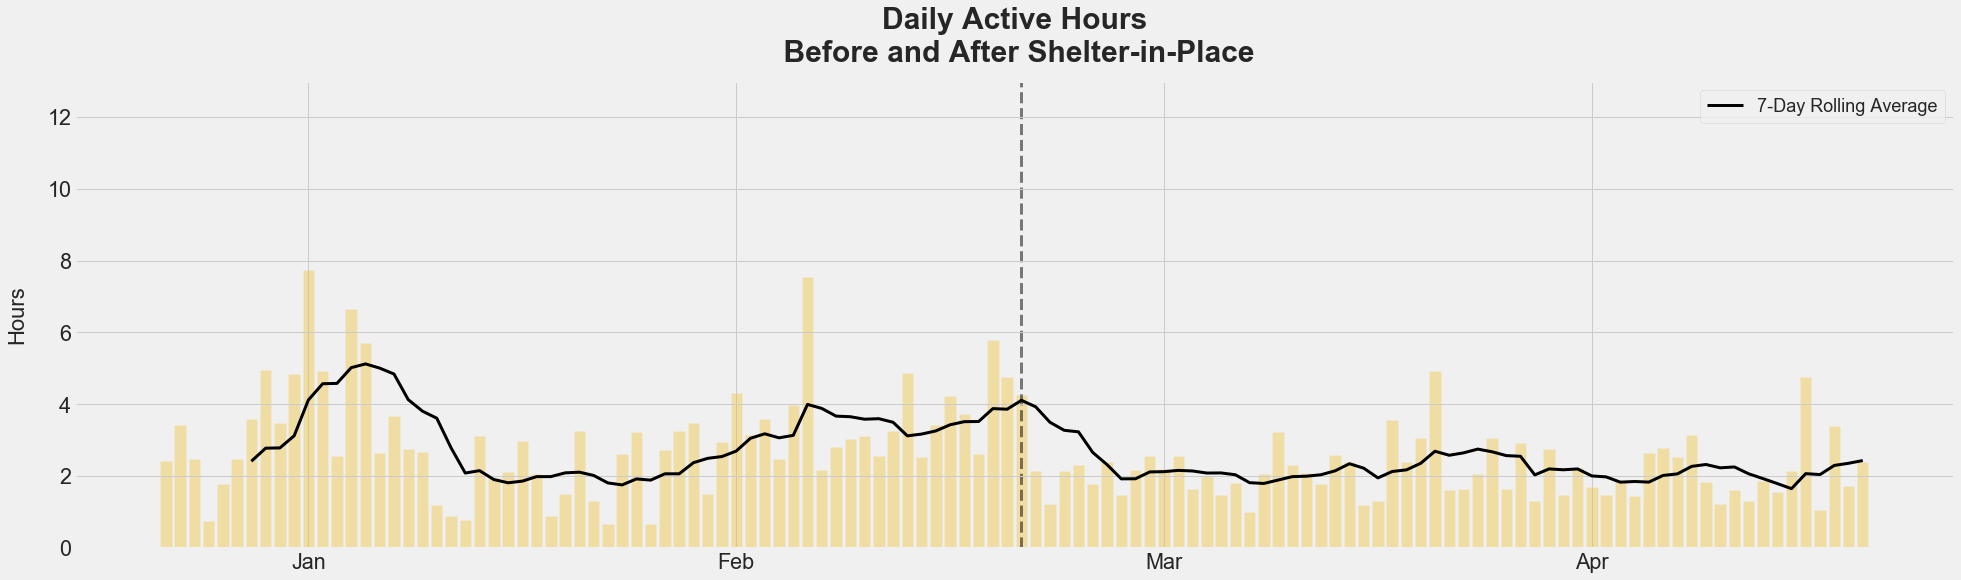 Daily Active Hours
Before and After Shelter-in-Place
7-Day Rolling Average
Hours
12
10
8
6
4
2
0
Jan
Feb
Mar
Apr